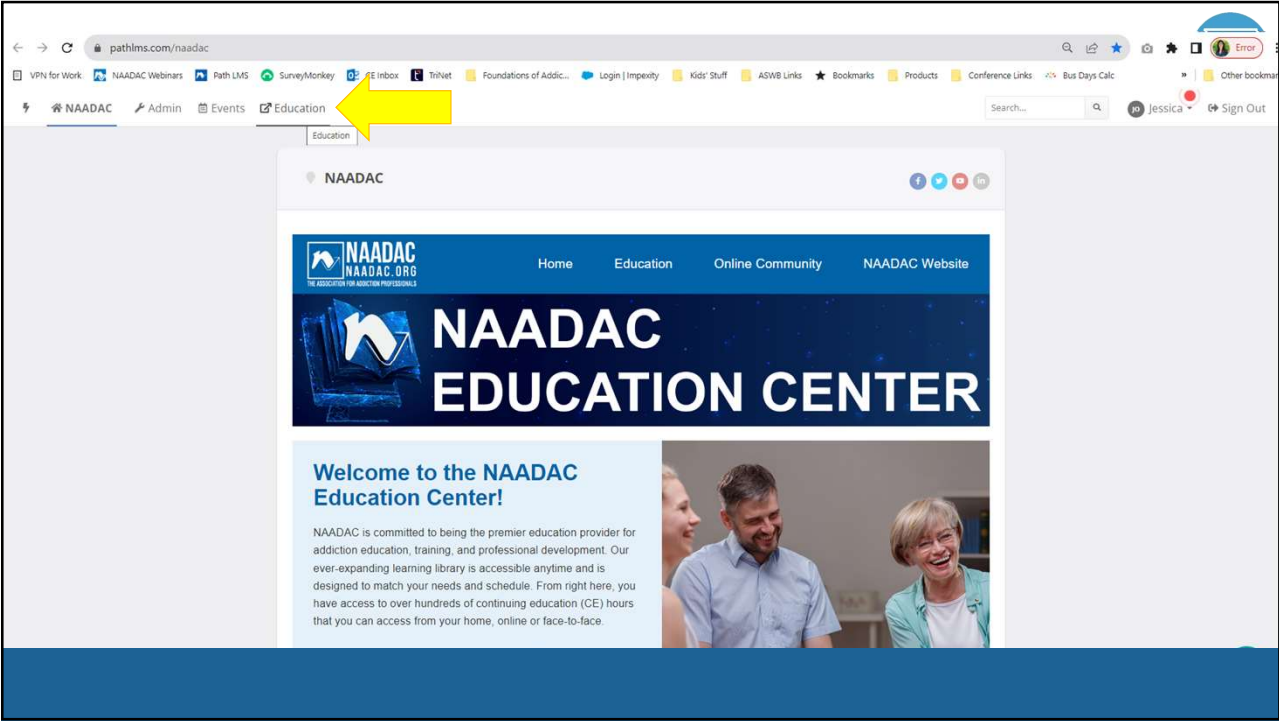 pathlms.com/naadac
Error
VPN for Work NAADAC Webinars Path LMS SurveyMonkey CE Inbox TriNet Foundations of Addic... Login | Impexity Kids' Stuff ASWB Links Bookmarks Products Conference Links Bus Days Calc » Other bookmar
NAADAC Admin Events Education Search... JO Jessica Sign Out
Education
NAADAC
NAADAC
NAADAC.ORG
THE ASSOCIATION FOR ADDICTION PROFESSIONALS
Home Education Online Community NAADAC Website
NAADAC
EDUCATION CENTER
Welcome to the NAADAC
Education Center!
NAADAC is committed to being the premier education provider for
addiction education, training, and professional development. Our
ever-expanding learning library is accessible anytime and is
designed to match your needs and schedule. From right here, you
have access to over hundreds of continuing education (CE) hours
that you can access from your home, online or face-to-face.